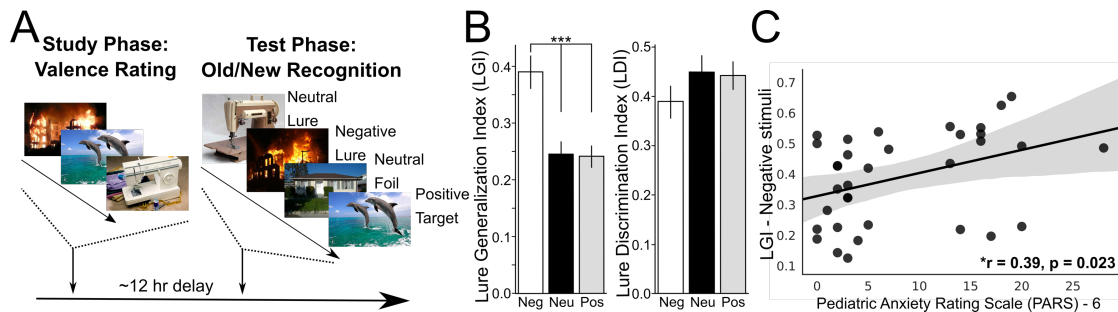 A
Study Phase:
Valence Rating
Test Phase:
Old/New Recognition
Neutral
Lure
Negative
Lure
Neutral
Foil
Positive
Target
~12 hr delay
B
Lure Generalization Index (LGI)
0.4
0.3
0.2
0.1
0.0
***
Neg Neu Pos
Lure Discrimination Index (LDI)
0.5
0.4
0.3
0.2
0.1
0.0
Neg Neu Pos
C
LGI - Negative stimuli
0.7
0.6
0.5
0.4
0.3
0.2
0.1
*r = 0.39, p = 0.023
0 5 10 15 20 25
Pediatric Anxiety Rating Scale (PARS) - 6